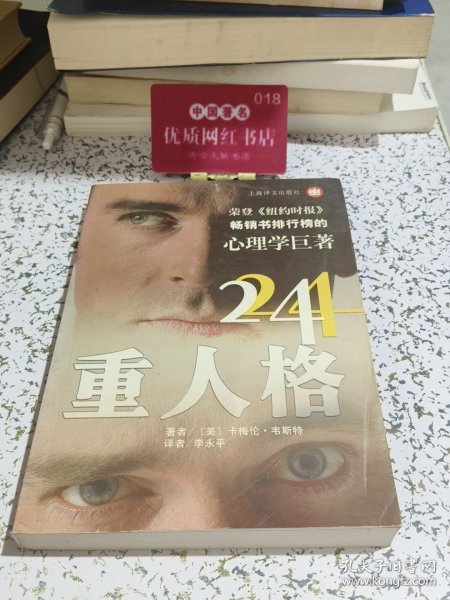 018
中国著名
优质网红书店
上海译文出版社
荣登《纽约时报》
畅销书排行榜的
心理学巨著
24
重人格
著者/〔美〕卡梅伦·韦斯特
译者/李永平
孔夫子旧书网